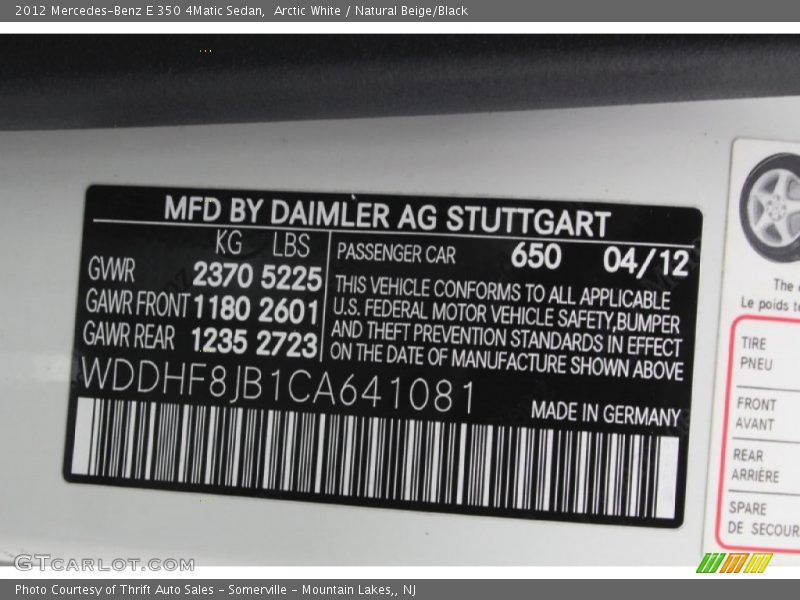 2012 Mercedes-Benz E 350 4Matic Sedan, Arctic White / Natural Beige/Black
MFD BY DAIMLER AG STUTTGART
KG LBS
GVWR 2370 5225
GAWR FRONT 1180 2601
GAWR REAR 1235 2723
PASSENGER CAR 650 04/12
THIS VEHICLE CONFORMS TO ALL APPLICABLE
U.S. FEDERAL MOTOR VEHICLE SAFETY,BUMPER
AND THEFT PREVENTION STANDARDS IN EFFECT
ON THE DATE OF MANUFACTURE SHOWN ABOVE
WDDHF8JB1CA641081
MADE IN GERMANY
The
Le poids
TIRE
PNEU
FRONT
AVANT
REAR
ARRIÈRE
SPARE
DE SECOUR
GTCARLOT.COM
Photo Courtesy of Thrift Auto Sales - Somerville - Mountain Lakes,, NJ